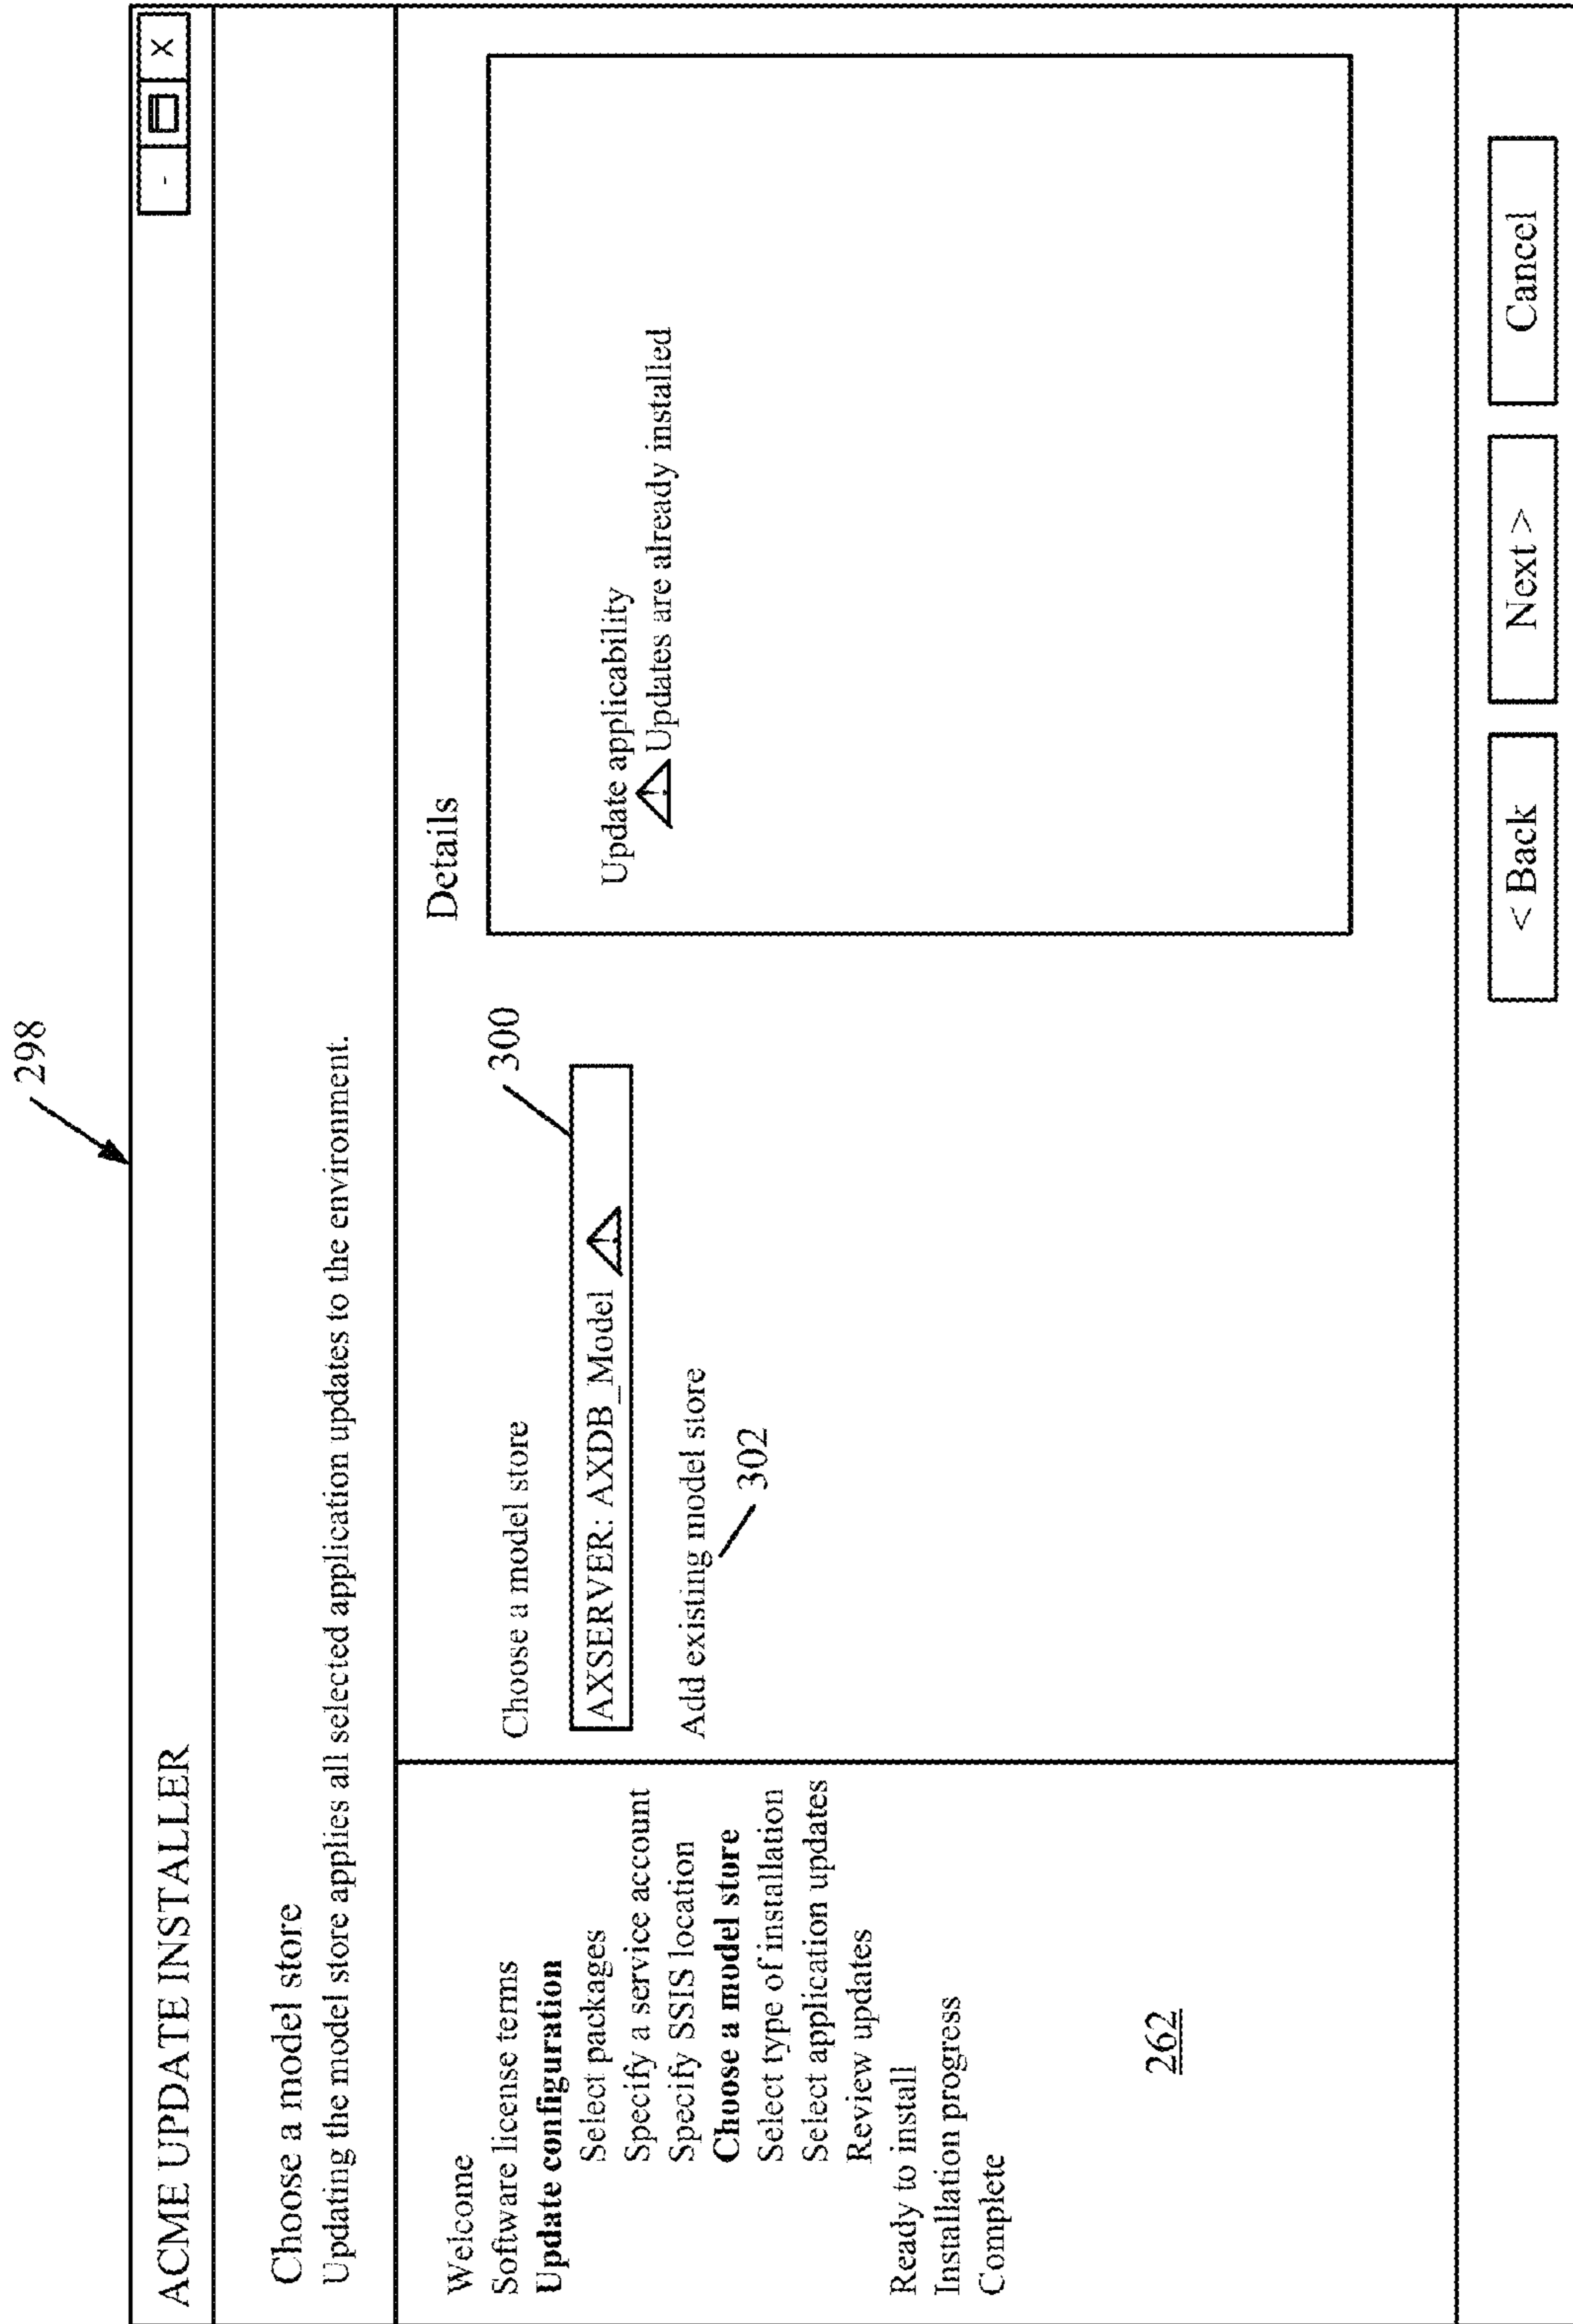 298
ACME UPDATE INSTALLER
- X
Choose a model store
Updating the model store applies all selected application updates to the environment.
Welcome
Software license terms
Update configuration
Select packages
Specify a service account
Specify SSIS location
Choose a model store
Select type of installation
Select application updates
Review updates
Ready to install
Installation progress
Complete
262
Choose a model store
300
AXSERVER: AXDB_Model !
Add existing model store
302
Details
Update applicability
! Updates are already installed
< Back Next > Cancel